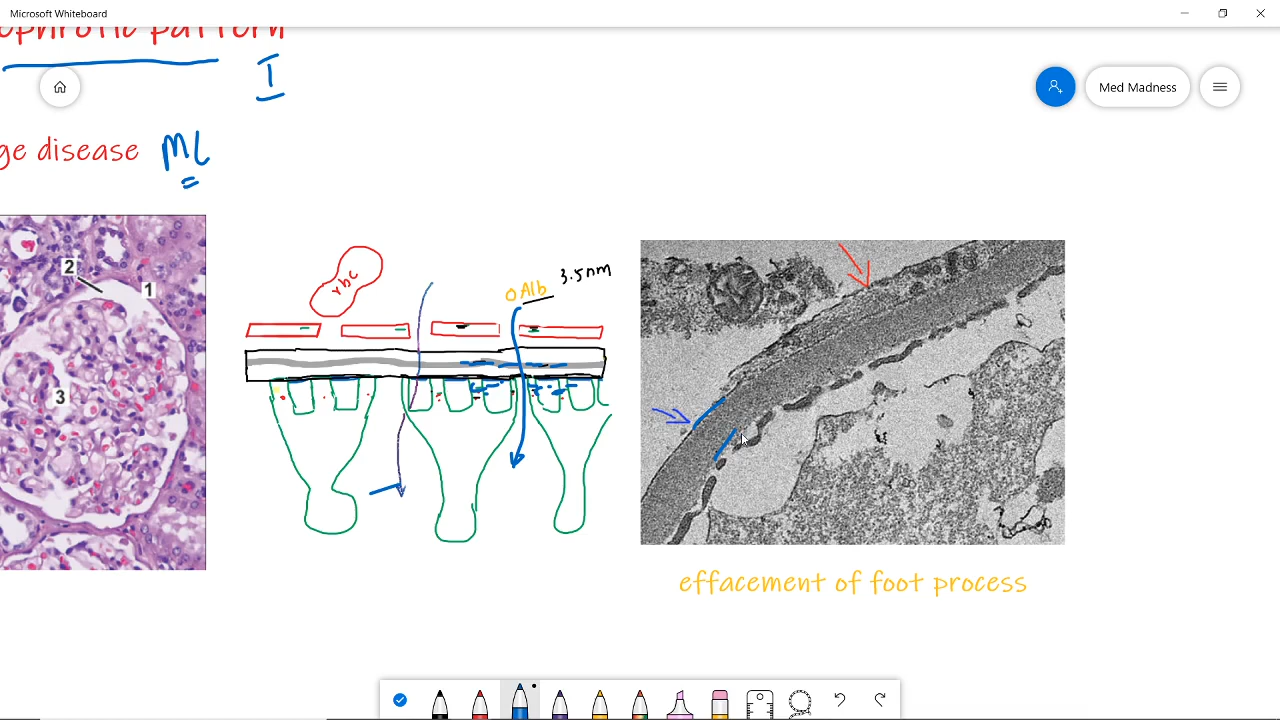 Microsoft Whiteboard
ephrotic pattern
I
Med Madness
ge disease ML
2
1
3
rbc
Alb
3.5nm
effacement of foot process